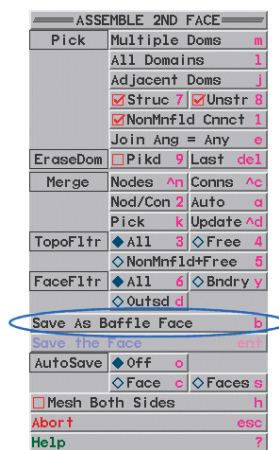 ASSEMBLE 2ND FACE
Pick Multiple Doms m
All Domains l
Adjacent Doms j
Struc 7 Unstr 8
NonMnfld Cnnct 1
Join Ang = Any e
EraseDom Pikd 9 Last del
Merge Nodes ^n Conns ^c
Nod/Con 2 Auto a
Pick k Update ^d
TopoFltr All 3 Free 4
NonMnfld+Free 5
FaceFltr All 6 Bndry y
Outsd d
Save As Baffle Face b
Save the Face ent
AutoSave Off o
Face c Faces s
Mesh Both Sides h
Abort esc
Help ?